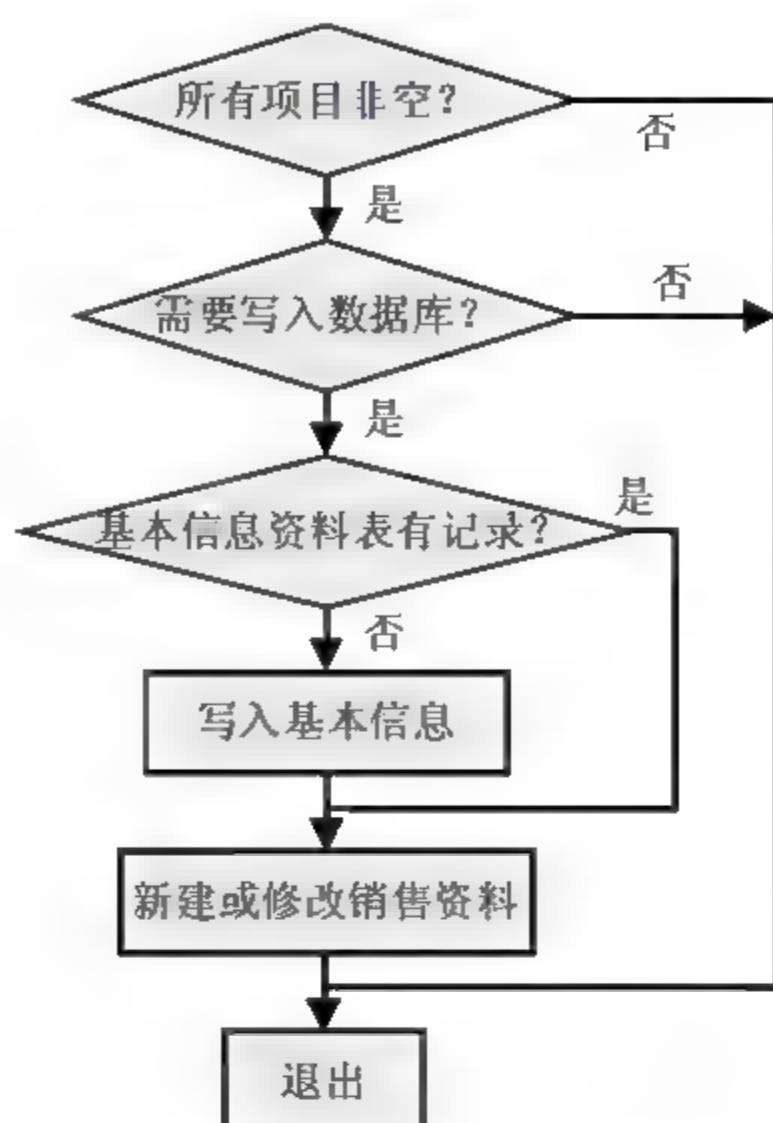 所有项目非空？
否
是
需要写入数据库？
否
是
基本信息资料表有记录？
是
否
写入基本信息
新建或修改销售资料
退出